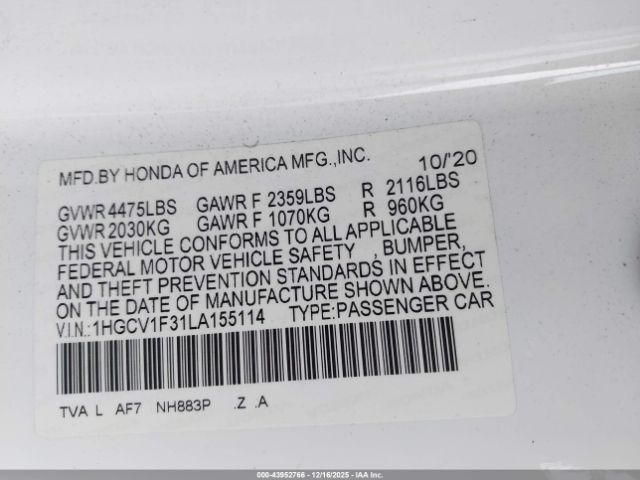 MFD.BY HONDA OF AMERICA MFG.,INC. 10/'20
GVWR 4475LBS GAWR F 2359LBS R 2116LBS
GVWR 2030KG GAWR F 1070KG R 960KG
THIS VEHICLE CONFORMS TO ALL APPLICABLE
FEDERAL MOTOR VEHICLE SAFETY , BUMPER,
AND THEFT PREVENTION STANDARDS IN EFFECT
ON THE DATE OF MANUFACTURE SHOWN ABOVE.
V.I.N.:1HGCV1F31LA155114 TYPE:PASSENGER CAR
TVA L AF7 NH883P .Z .A
000-43952766 - 12/16/2025 - IAAI.COM